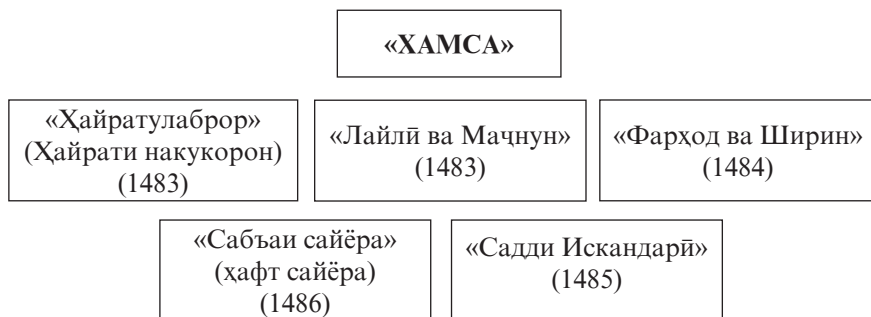 «ХАМСА»
«Ҳайратулаброр»
(Ҳайрати накукорон)
(1483)
«Лайлӣ ва Маҷнун»
(1483)
«Фарҳод ва Ширин»
(1484)
«Сабъаи сайёра»
(ҳафт сайёра)
(1486)
«Садди Искандарӣ»
(1485)